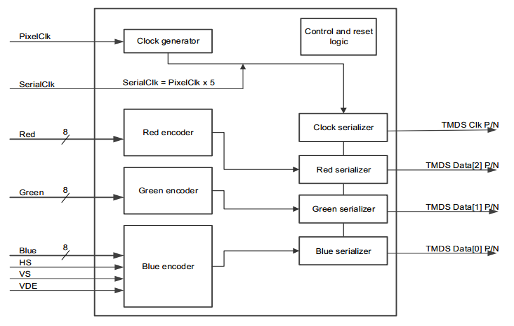 PixelClk
Clock generator
Control and reset
logic
SerialClk
SerialClk = PixelClk x 5
Clock serializer
TMDS Clk P/N
Red
8
Red encoder
Red serializer
TMDS Data[2] P/N
Green
8
Green encoder
Green serializer
TMDS Data[1] P/N
Blue
8
HS
VS
VDE
Blue encoder
Blue serializer
TMDS Data[0] P/N